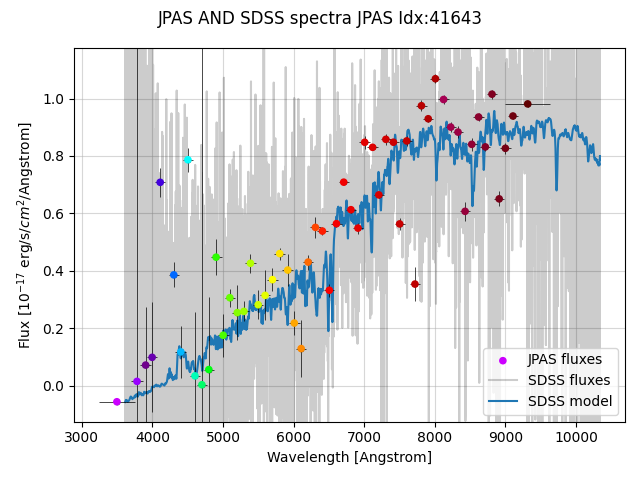 JPAS AND SDSS spectra JPAS Idx:41643
1.0
0.8
0.6
0.4
0.2
0.0
Flux [10⁻¹⁷ erg/s/cm²/Angstrom]
JPAS fluxes
SDSS fluxes
SDSS model
3000 4000 5000 6000 7000 8000 9000 10000
Wavelength [Angstrom]